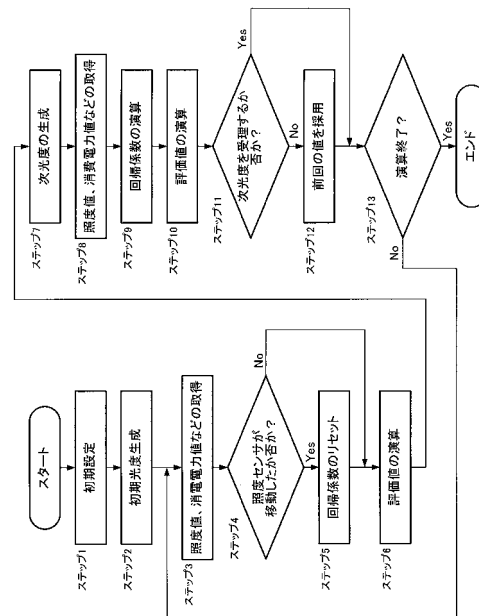 スタート
ステップ1
初期設定
ステップ2
初期光度生成
ステップ3
照度値、消電電力値などの取得
ステップ4
照度センサが
移動したか否か？
No
Yes
ステップ5
回帰係数のリセット
ステップ6
評価値の演算
ステップ7
次光度の生成
ステップ8
照度値、消費電力値などの取得
ステップ9
回帰係数の演算
ステップ10
評価値の演算
ステップ11
次光度を受理するか
否か？
Yes
No
ステップ12
前回の値を採用
ステップ13
演算終了？
No
Yes
エンド